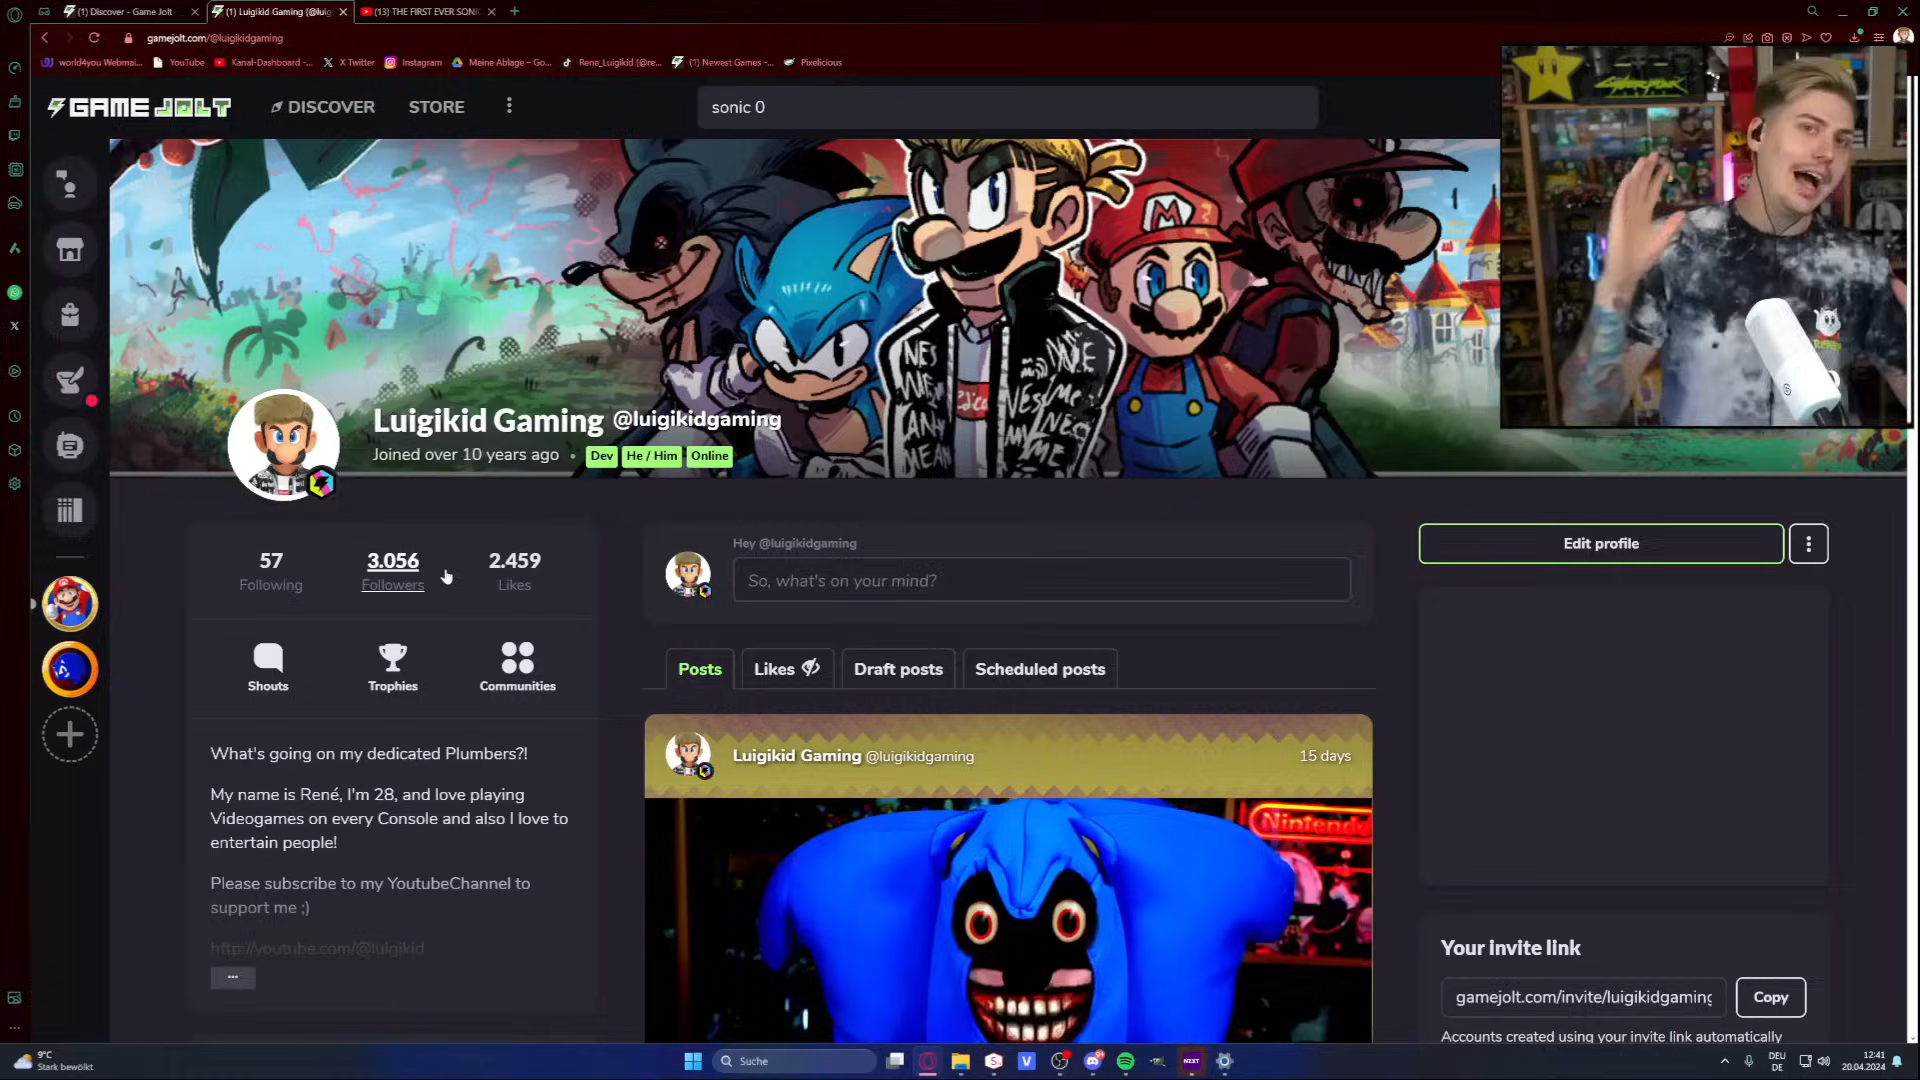 (1) Discover - Game Jolt
(1) Luigikid Gaming (@luigi
(13) THE FIRST EVER SONI
gamejolt.com/@luigikidgaming
world4you Webmai...
YouTube
Kanal-Dashboard -...
X Twitter
Instagram
Meine Ablage – Go...
Rene_Luigikid (@re...
(1) Newest Games -...
Pixelicious
GAME JOLT
DISCOVER
STORE
sonic 0
Luigikid Gaming @luigikidgaming
Joined over 10 years ago
Dev
He / Him
Online
57
Following
3.056
Followers
2.459
Likes
Shouts
Trophies
Communities
What's going on my dedicated Plumbers?!
My name is René, I'm 28, and love playing
Videogames on every Console and also I love to
entertain people!
Please subscribe to my YoutubeChannel to
support me ;)
http://youtube.com/@luigikid
Hey @luigikidgaming
So, what's on your mind?
Posts
Likes
Draft posts
Scheduled posts
Luigikid Gaming @luigikidgaming
15 days
Nintendo
Edit profile
Your invite link
gamejolt.com/invite/luigikidgaming
Copy
Accounts created using your invite link automatically
9°C
Stark bewölkt
Suche
DEU
DE
12:41
20.04.2024